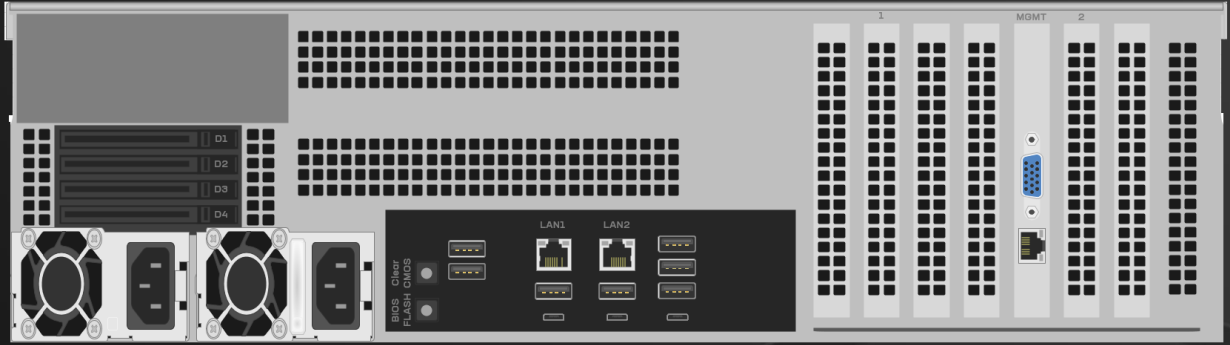 1
MGMT
2
D1
D2
D3
D4
LAN1
LAN2
Clear
CMOS
BIOS
FLASH